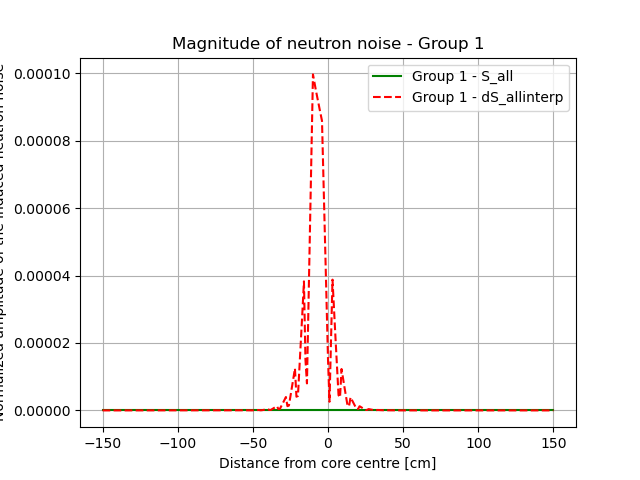 Magnitude of neutron noise - Group 1
Normalized amplitude of the induced neutron noise
0.00010
0.00008
0.00006
0.00004
0.00002
0.00000
Group 1 - S_all
Group 1 - dS_allinterp
−150
−100
−50
0
50
100
150
Distance from core centre [cm]